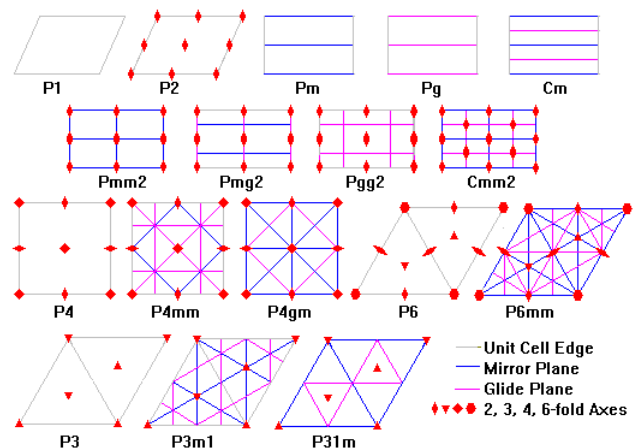 P1 P2 Pm Pg Cm
Pmm2 Pmg2 Pgg2 Cmm2
P4 P4mm P4gm P6 P6mm
Unit Cell Edge
Mirror Plane
Glide Plane
2, 3, 4, 6-fold Axes
P3 P3m1 P31m